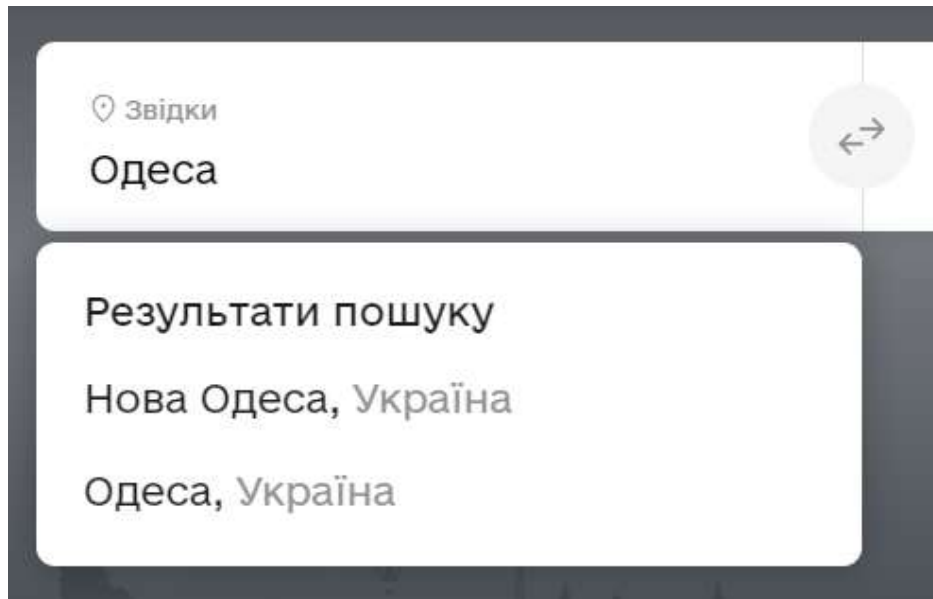 Звідки
Одеса
Результати пошуку
Нова Одеса, Україна
Одеса, Україна